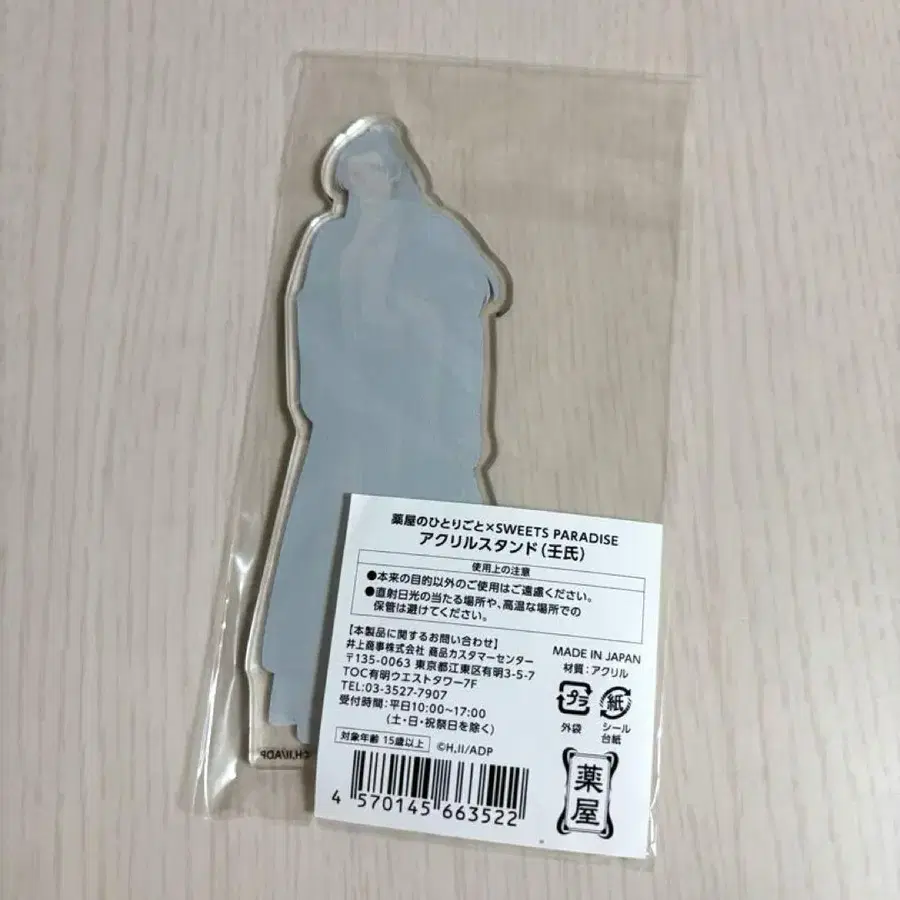 薬屋のひとりごと×SWEETS PARADISE
アクリルスタンド(壬氏)
使用上の注意
●本来の目的以外のご使用はご遠慮ください。
●直射日光の当たる場所や、高温な場所での
保管は避けてください。
【本製品に関するお問い合わせ】
井上商事株式会社 商品カスタマーセンター
〒135-0063 東京都江東区有明3-5-7
TOC有明ウエストタワー7F
TEL:03-3527-7907
受付時間:平日10:00~17:00
(土・日・祝祭日を除く)
対象年齢 15歳以上 ©H,II/ADP
4 570145 663522
MADE IN JAPAN
材質:アクリル
プラ 紙
外袋 シール
台紙
薬屋
©H,II/ADP